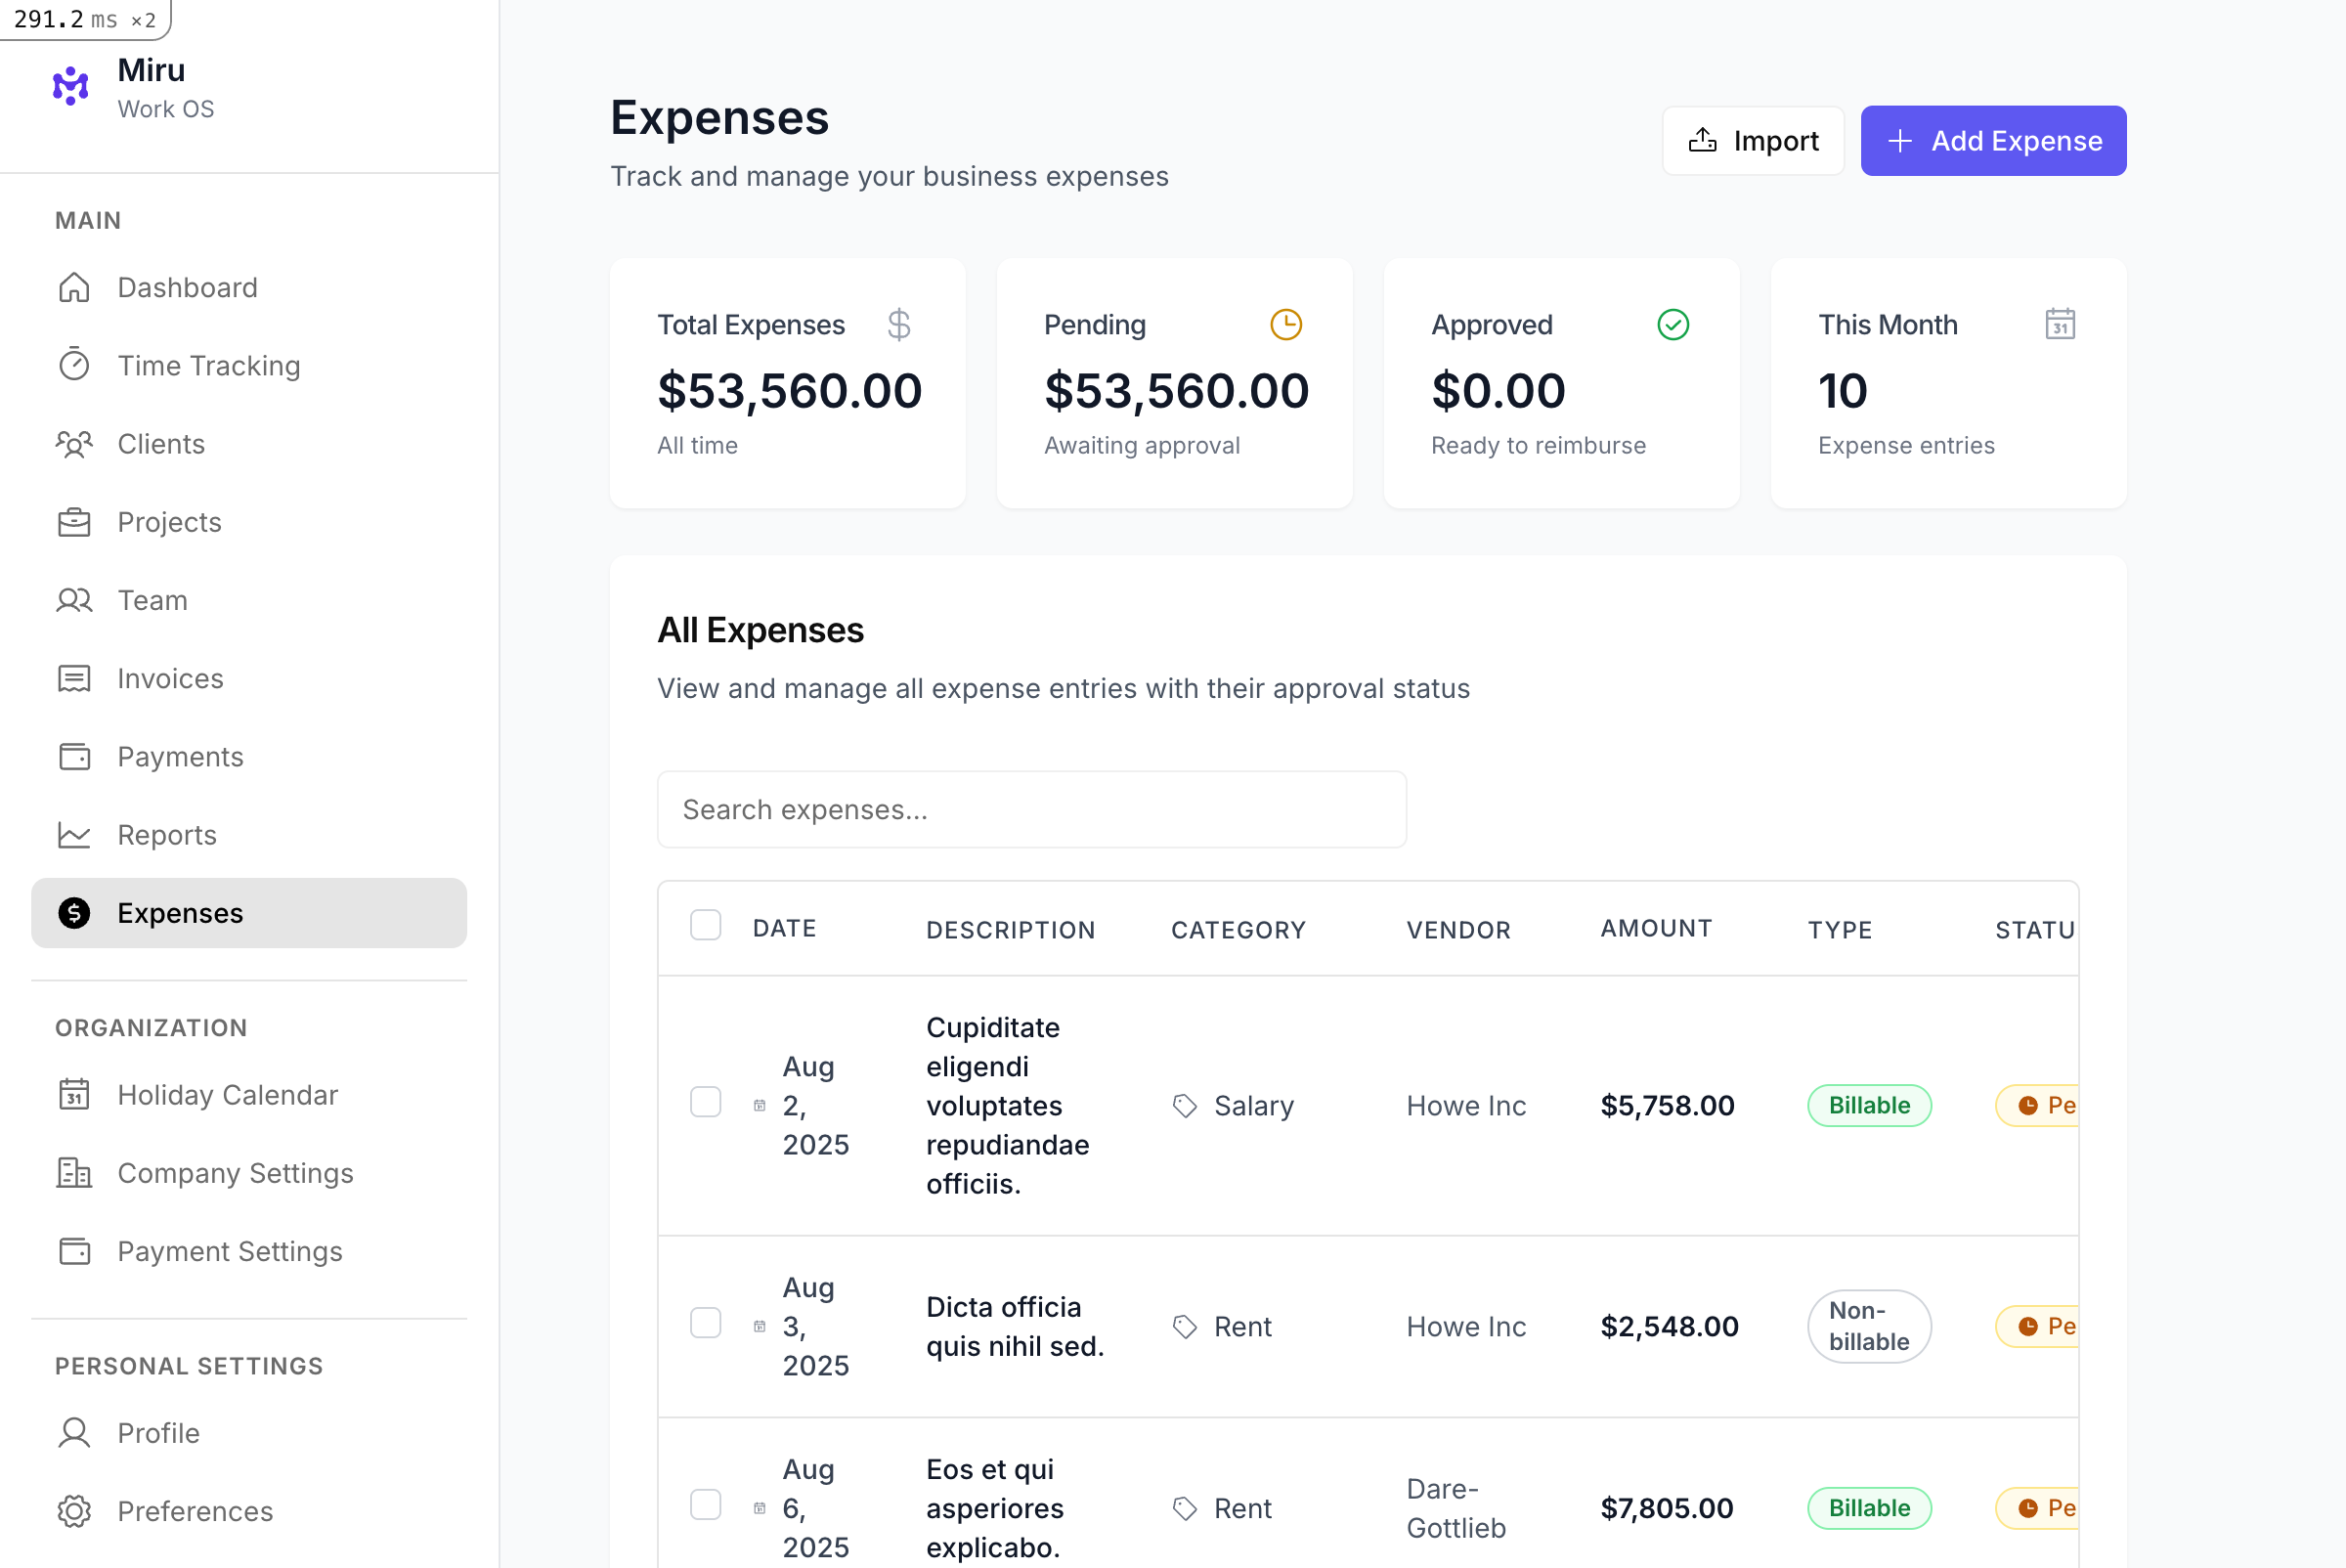 291.2 ms ×2
Miru
Work OS
MAIN
Dashboard
Time Tracking
Clients
Projects
Team
Invoices
Payments
Reports
Expenses
ORGANIZATION
31
Holiday Calendar
Company Settings
Payment Settings
PERSONAL SETTINGS
Profile
Preferences
Expenses
Track and manage your business expenses
Import
Add Expense
Total Expenses
$53,560.00
All time
Pending
$53,560.00
Awaiting approval
Approved
$0.00
Ready to reimburse
This Month
31
10
Expense entries
All Expenses
View and manage all expense entries with their approval status
Search expenses...
DATE DESCRIPTION CATEGORY VENDOR AMOUNT TYPE STATU
Aug
2,
2025
Cupiditate
eligendi
voluptates
repudiandae
officiis.
Salary
Howe Inc
$5,758.00
Billable
Pe
Aug
3,
2025
Dicta officia
quis nihil sed.
Rent
Howe Inc
$2,548.00
Non-
billable
Pe
Aug
6,
2025
Eos et qui
asperiores
explicabo.
Rent
Dare-
Gottlieb
$7,805.00
Billable
Pe